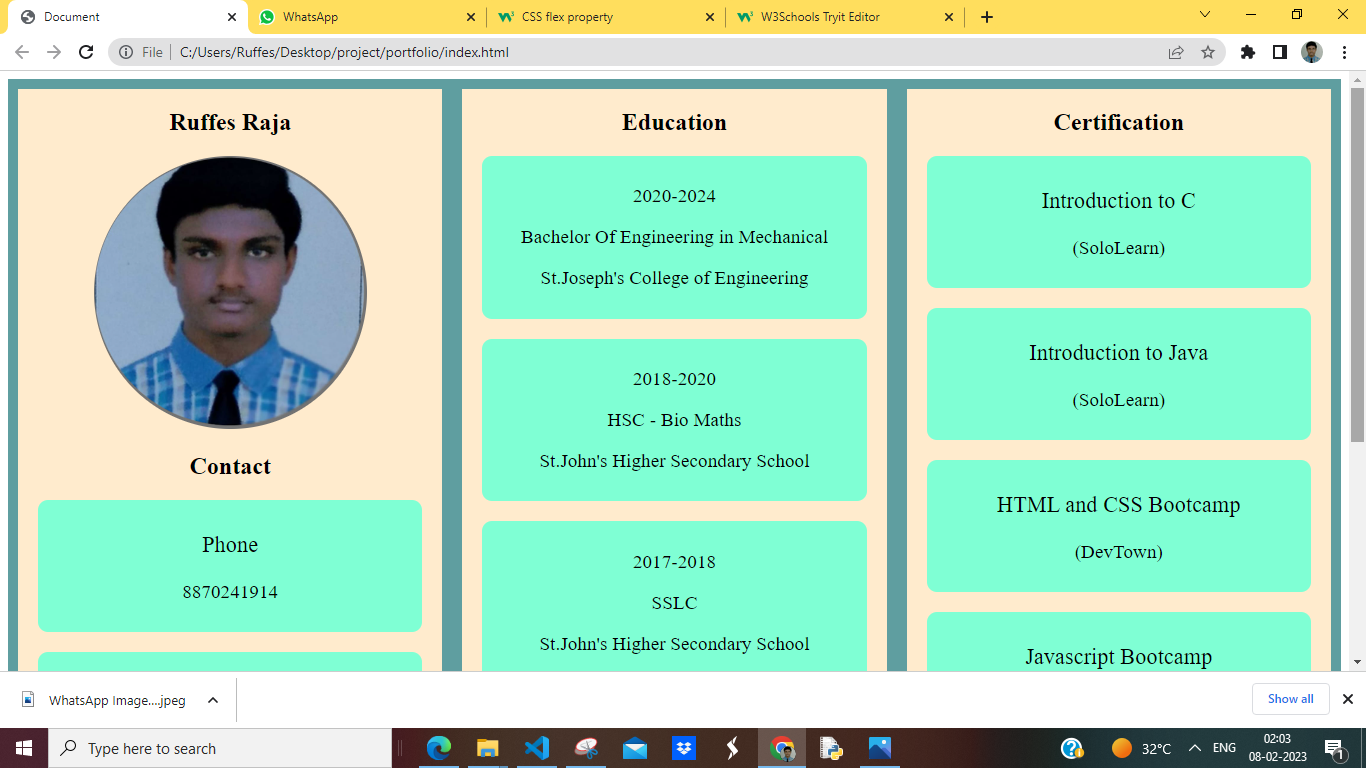 Document
WhatsApp
CSS flex property
W3Schools Tryit Editor
File
C:/Users/Ruffes/Desktop/project/portfolio/index.html
Ruffes Raja
Contact
Phone
8870241914
Education
2020-2024
Bachelor Of Engineering in Mechanical
St.Joseph's College of Engineering
2018-2020
HSC - Bio Maths
St.John's Higher Secondary School
2017-2018
SSLC
St.John's Higher Secondary School
Certification
Introduction to C
(SoloLearn)
Introduction to Java
(SoloLearn)
HTML and CSS Bootcamp
(DevTown)
Javascript Bootcamp
WhatsApp Image....jpeg
Show all
Type here to search
32°C
ENG
02:03
08-02-2023
1